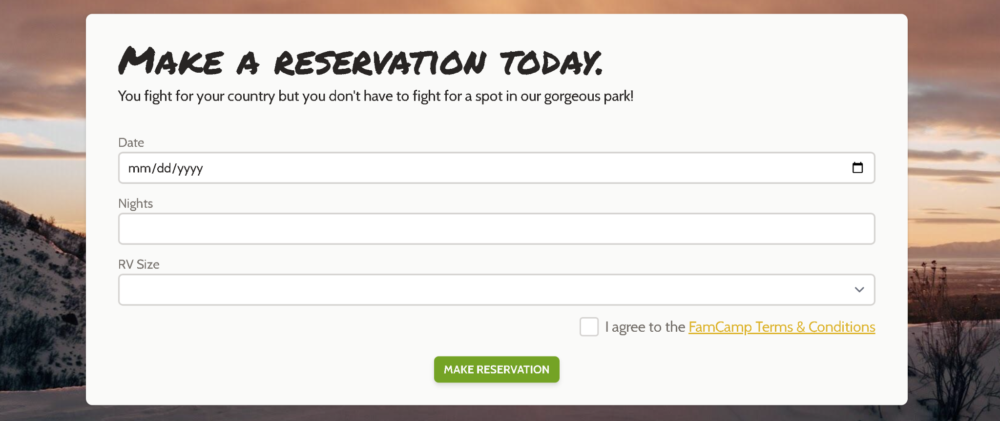 MAKE A RESERVATION TODAY.
You fight for your country but you don't have to fight for a spot in our gorgeous park!
Date
mm/dd/yyyy
Nights
RV Size
I agree to the FamCamp Terms & Conditions
MAKE RESERVATION